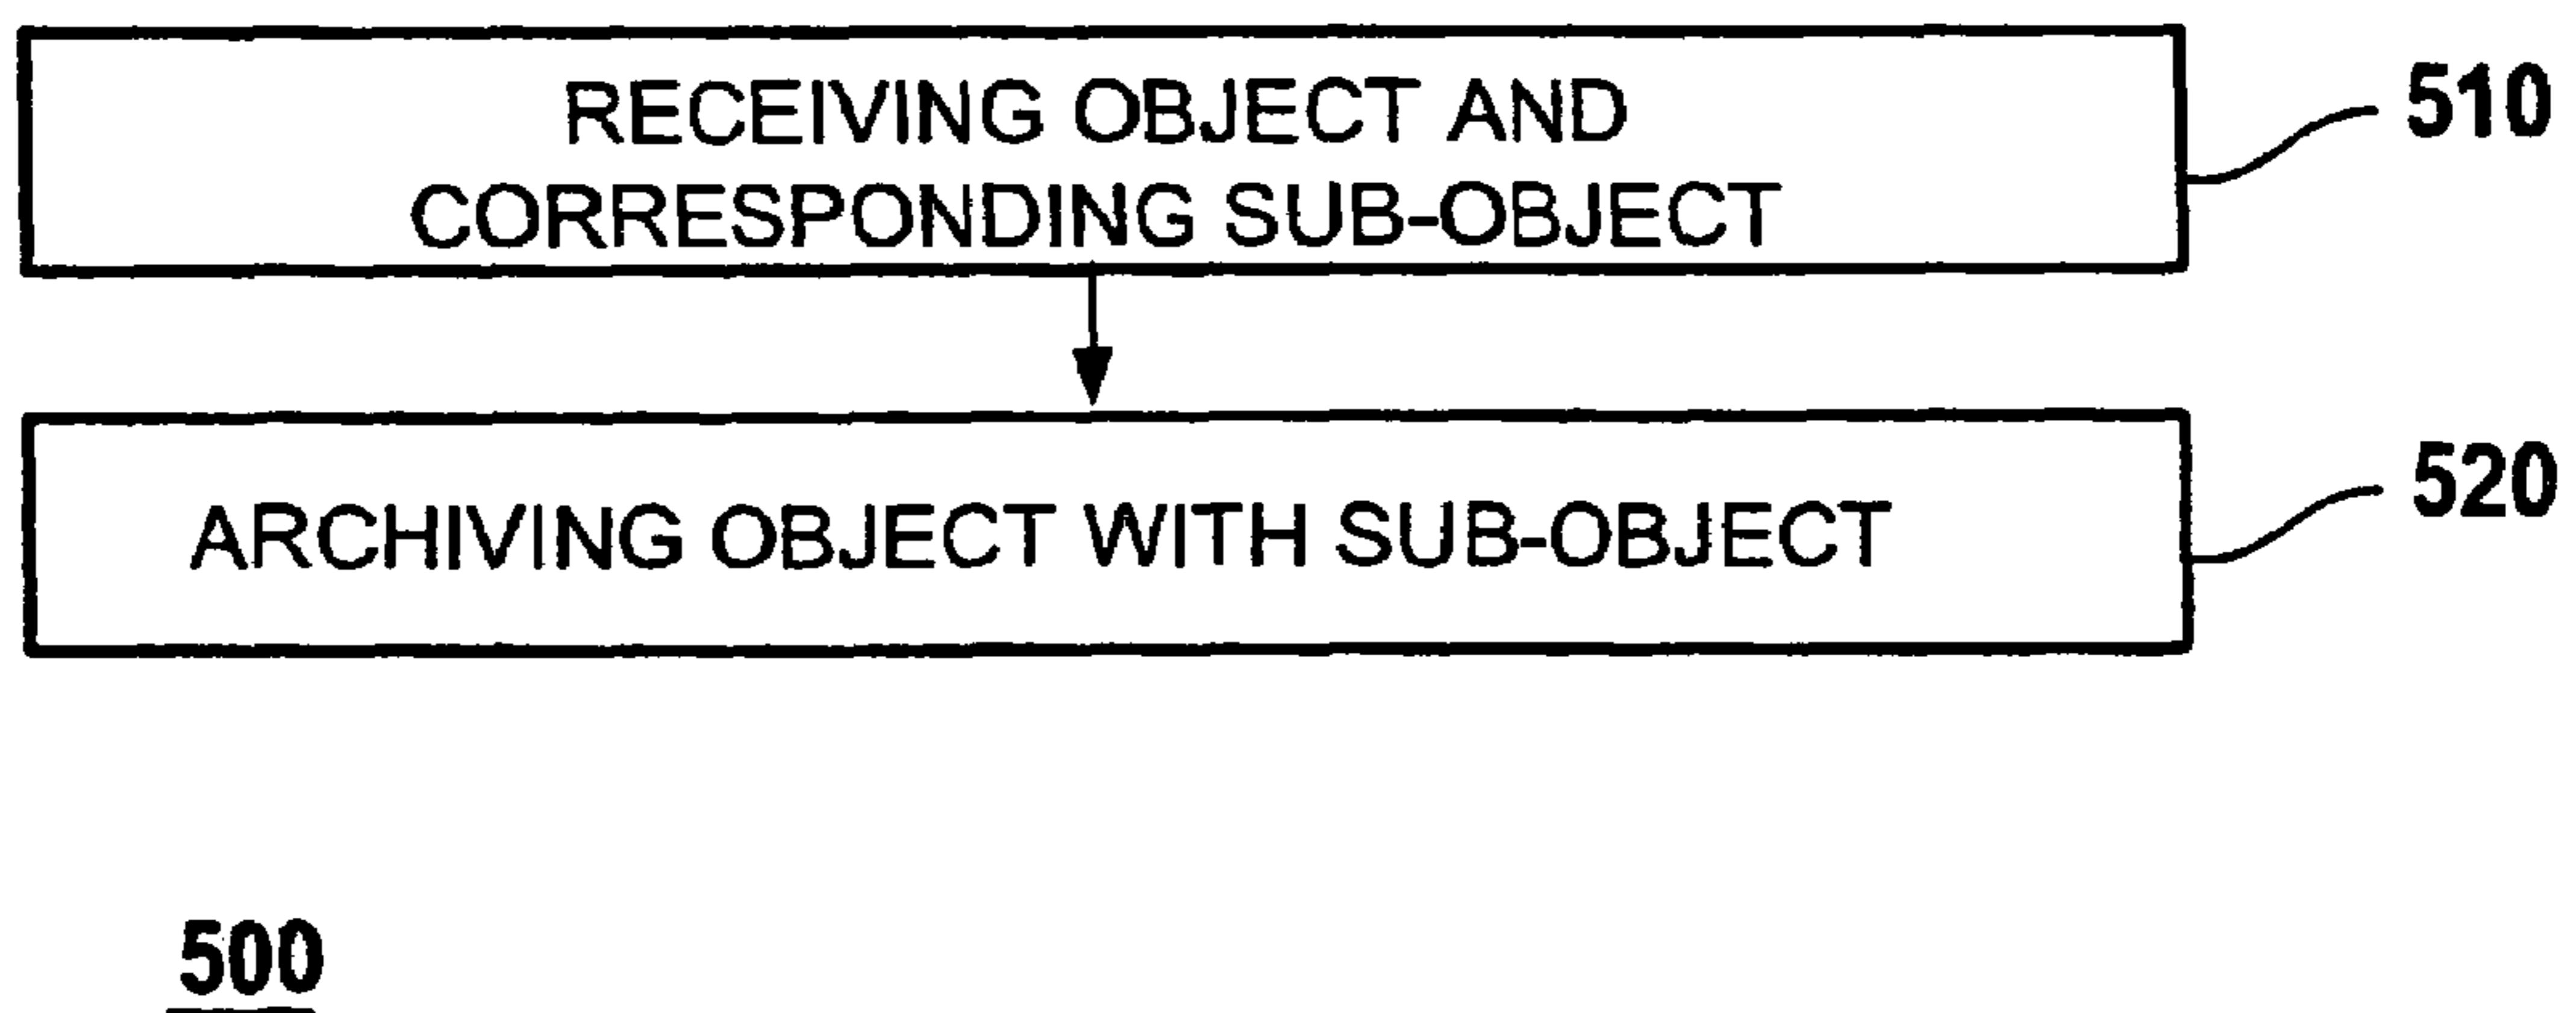 RECEIVING OBJECT AND
CORRESPONDING SUB-OBJECT
510
ARCHIVING OBJECT WITH SUB-OBJECT
520
500